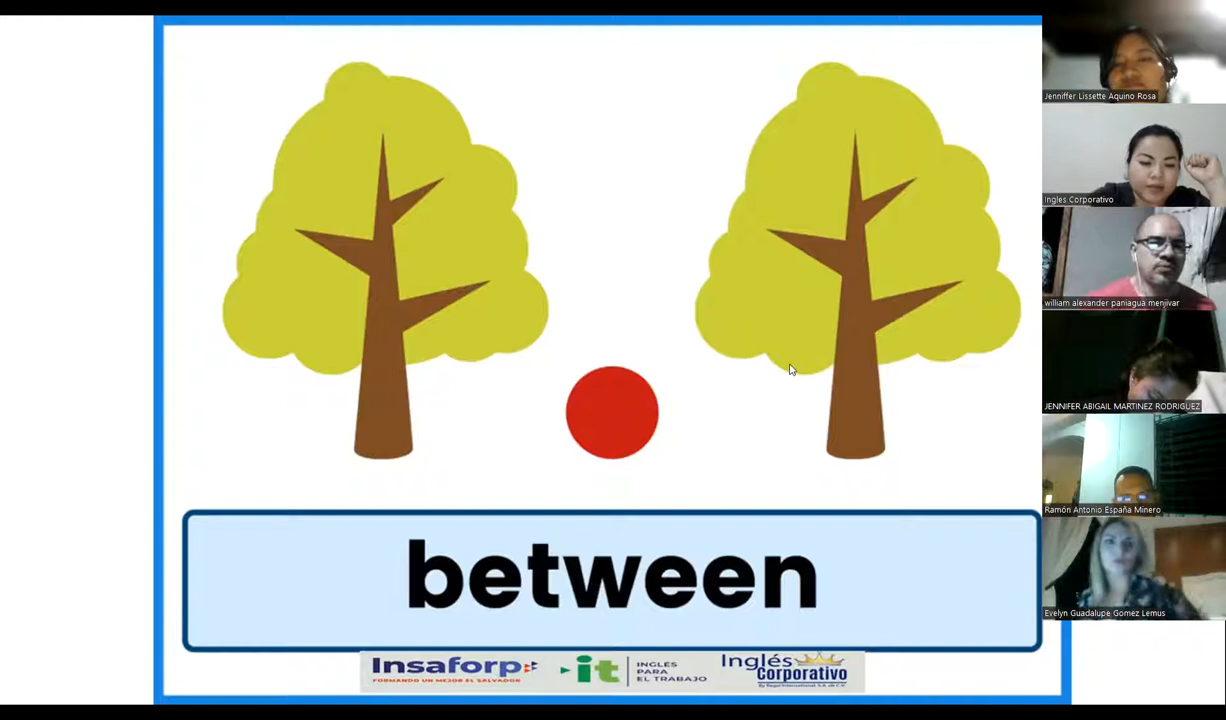 between
Insaforp
FORMANDO UN MEJOR EL SALVADOR
it
INGLÉS
PARA
EL TRABAJO
Inglés
Corporativo
Jenniffer Lissette Aquino Rosa
Ingles Corporativo
william alexander paniagua menjivar
JENNIFER ABIGAIL MARTINEZ RODRIGUEZ
Ramón Antonio España Minero
Evelyn Guadalupe Gomez Lemus